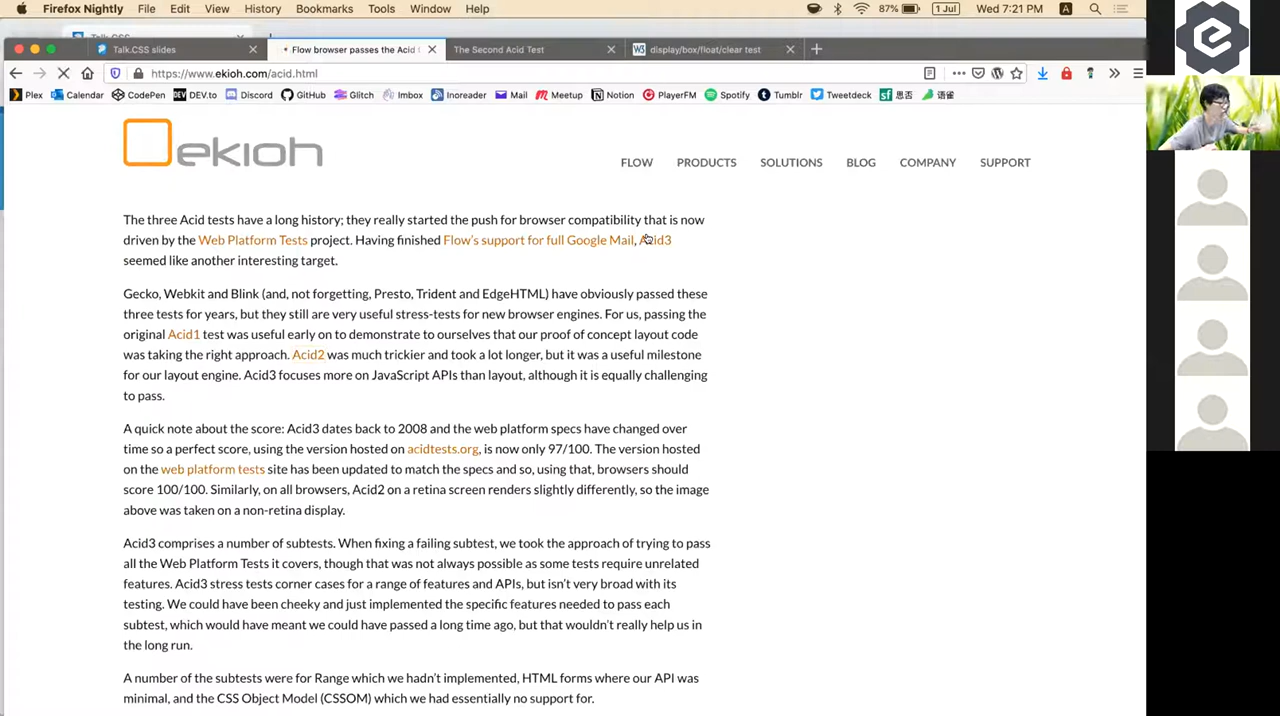 Firefox Nightly File Edit View History Bookmarks Tools Window Help 87% 1 Jul Wed 7:21 PM A
Talk.CSS slides Flow browser passes the Acid t The Second Acid Test display/box/float/clear test
https://www.ekioh.com/acid.html
Plex Calendar CodePen DEV.to Discord GitHub Glitch Imbox Inoreader Mail Meetup Notion PlayerFM Spotify Tumblr Tweetdeck 思否 语雀
ekioh
FLOW PRODUCTS SOLUTIONS BLOG COMPANY SUPPORT
The three Acid tests have a long history; they really started the push for browser compatibility that is now
driven by the Web Platform Tests project. Having finished Flow's support for full Google Mail, Acid3
seemed like another interesting target.
Gecko, Webkit and Blink (and, not forgetting, Presto, Trident and EdgeHTML) have obviously passed these
three tests for years, but they still are very useful stress-tests for new browser engines. For us, passing the
original Acid1 test was useful early on to demonstrate to ourselves that our proof of concept layout code
was taking the right approach. Acid2 was much trickier and took a lot longer, but it was a useful milestone
for our layout engine. Acid3 focuses more on JavaScript APIs than layout, although it is equally challenging
to pass.
A quick note about the score: Acid3 dates back to 2008 and the web platform specs have changed over
time so a perfect score, using the version hosted on acidtests.org, is now only 97/100. The version hosted
on the web platform tests site has been updated to match the specs and so, using that, browsers should
score 100/100. Similarly, on all browsers, Acid2 on a retina screen renders slightly differently, so the image
above was taken on a non-retina display.
Acid3 comprises a number of subtests. When fixing a failing subtest, we took the approach of trying to pass
all the Web Platform Tests it covers, though that was not always possible as some tests require unrelated
features. Acid3 stress tests corner cases for a range of features and APIs, but isn't very broad with its
testing. We could have been cheeky and just implemented the specific features needed to pass each
subtest, which would have meant we could have passed a long time ago, but that wouldn't really help us in
the long run.
A number of the subtests were for Range which we hadn't implemented, HTML forms where our API was
minimal, and the CSS Object Model (CSSOM) which we had essentially no support for.